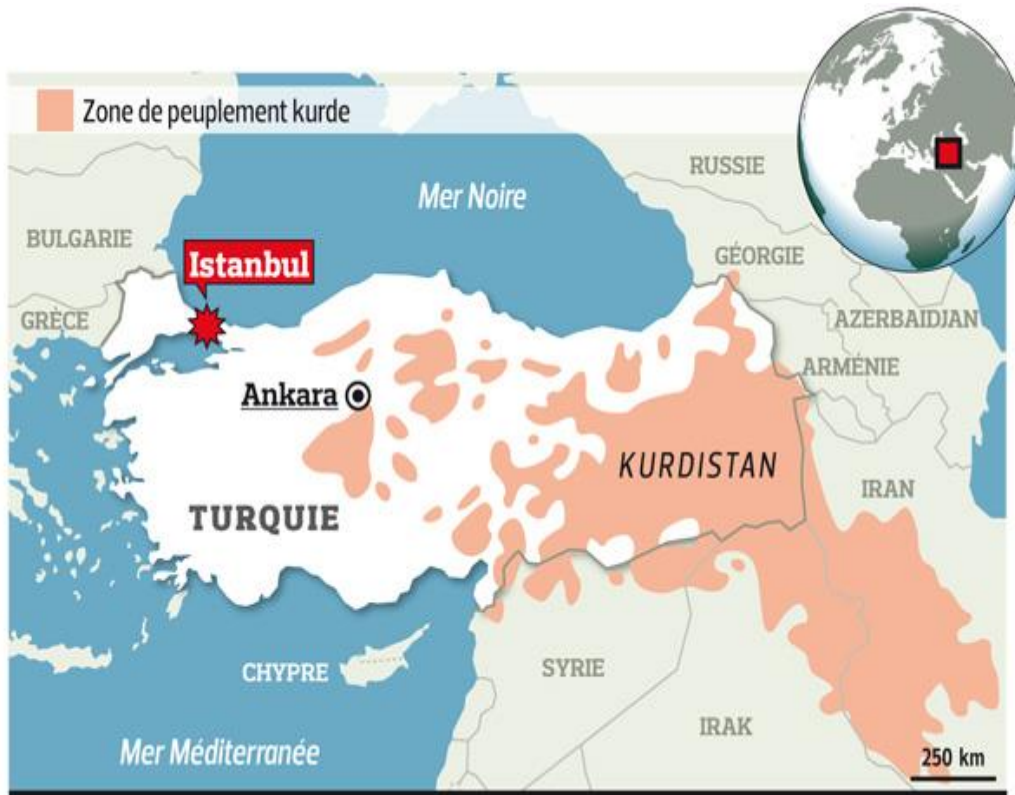 Zone de peuplement kurde
RUSSIE
Mer Noire
BULGARIE
GÉORGIE
Istanbul
GRÈCE
AZERBAIDJAN
ARMÉNIE
Ankara
KURDISTAN
IRAN
TURQUIE
CHYPRE
SYRIE
IRAK
Mer Méditerranée
250 km